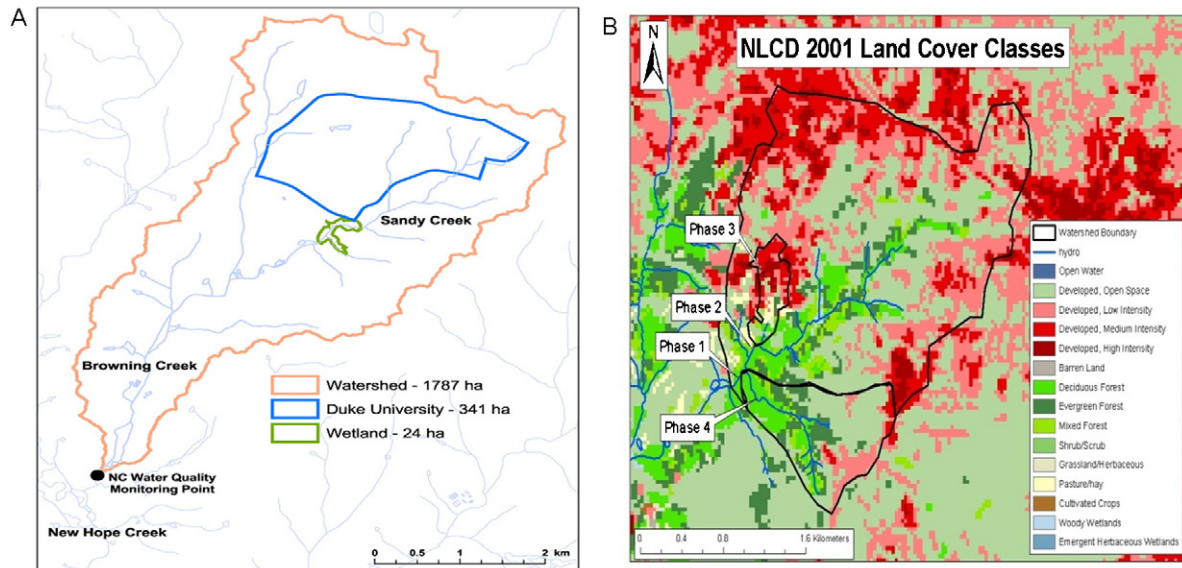 A
Sandy Creek
Browning Creek
Watershed - 1787 ha
Duke University - 341 ha
Wetland - 24 ha
NC Water Quality
Monitoring Point
New Hope Creek
0 0.5 1 2 km
B
N
NLCD 2001 Land Cover Classes
Phase 3
Phase 2
Phase 1
Phase 4
Watershed Boundary
hydro
Open Water
Developed, Open Space
Developed, Low Intensity
Developed, Medium Intensity
Developed, High Intensity
Barren Land
Deciduous Forest
Evergreen Forest
Mixed Forest
Shrub/Scrub
Grassland/Herbaceous
Pasture/hay
Cultivated Crops
Woody Wetlands
Emergent Herbaceous Wetlands
0 0.4 0.8 1.6 Kilometers